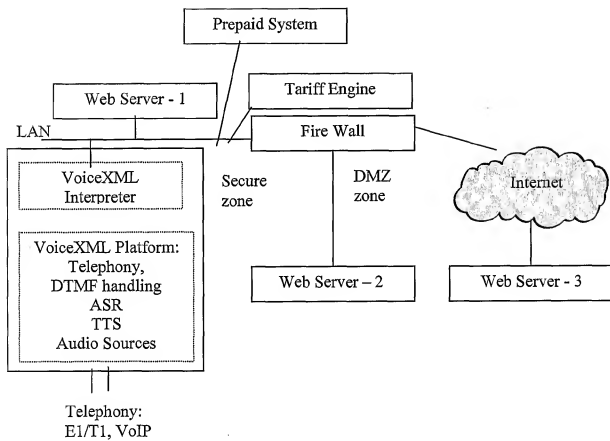 Prepaid System
Web Server - 1
Tariff Engine
LAN
Fire Wall
VoiceXML
Interpreter
Secure
zone
DMZ
zone
Internet
VoiceXML Platform:
Telephony,
DTMF handling
ASR
TTS
Audio Sources
Web Server – 2
Web Server - 3
Telephony:
E1/T1, VoIP